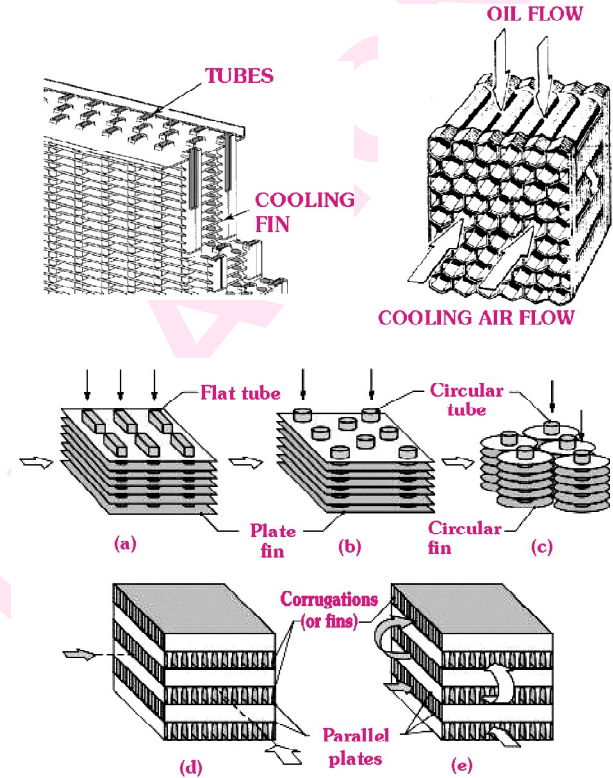 OIL FLOW
TUBES
COOLING
FIN
COOLING AIR FLOW
Flat tube
Circular
tube
Plate
fin
Circular
fin
(a)
(b)
(c)
Corrugations
(or fins)
Parallel
plates
(d)
(e)